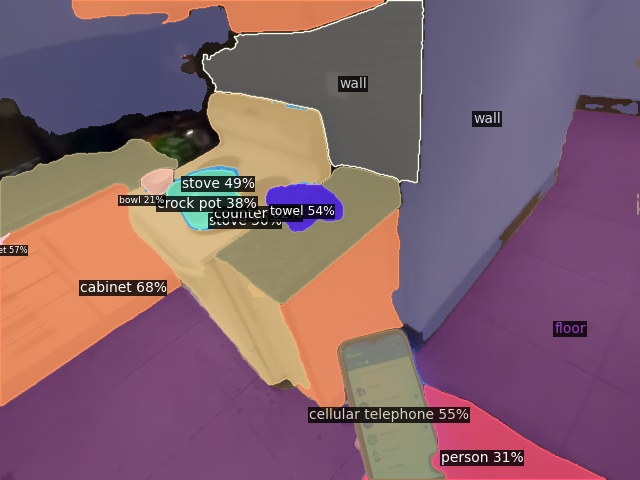 wall
wall
stove 49%
bowl 21%
crock pot 38%
counter
towel 54%
stove 30%
et 57%
cabinet 68%
floor
cellular telephone 55%
person 31%